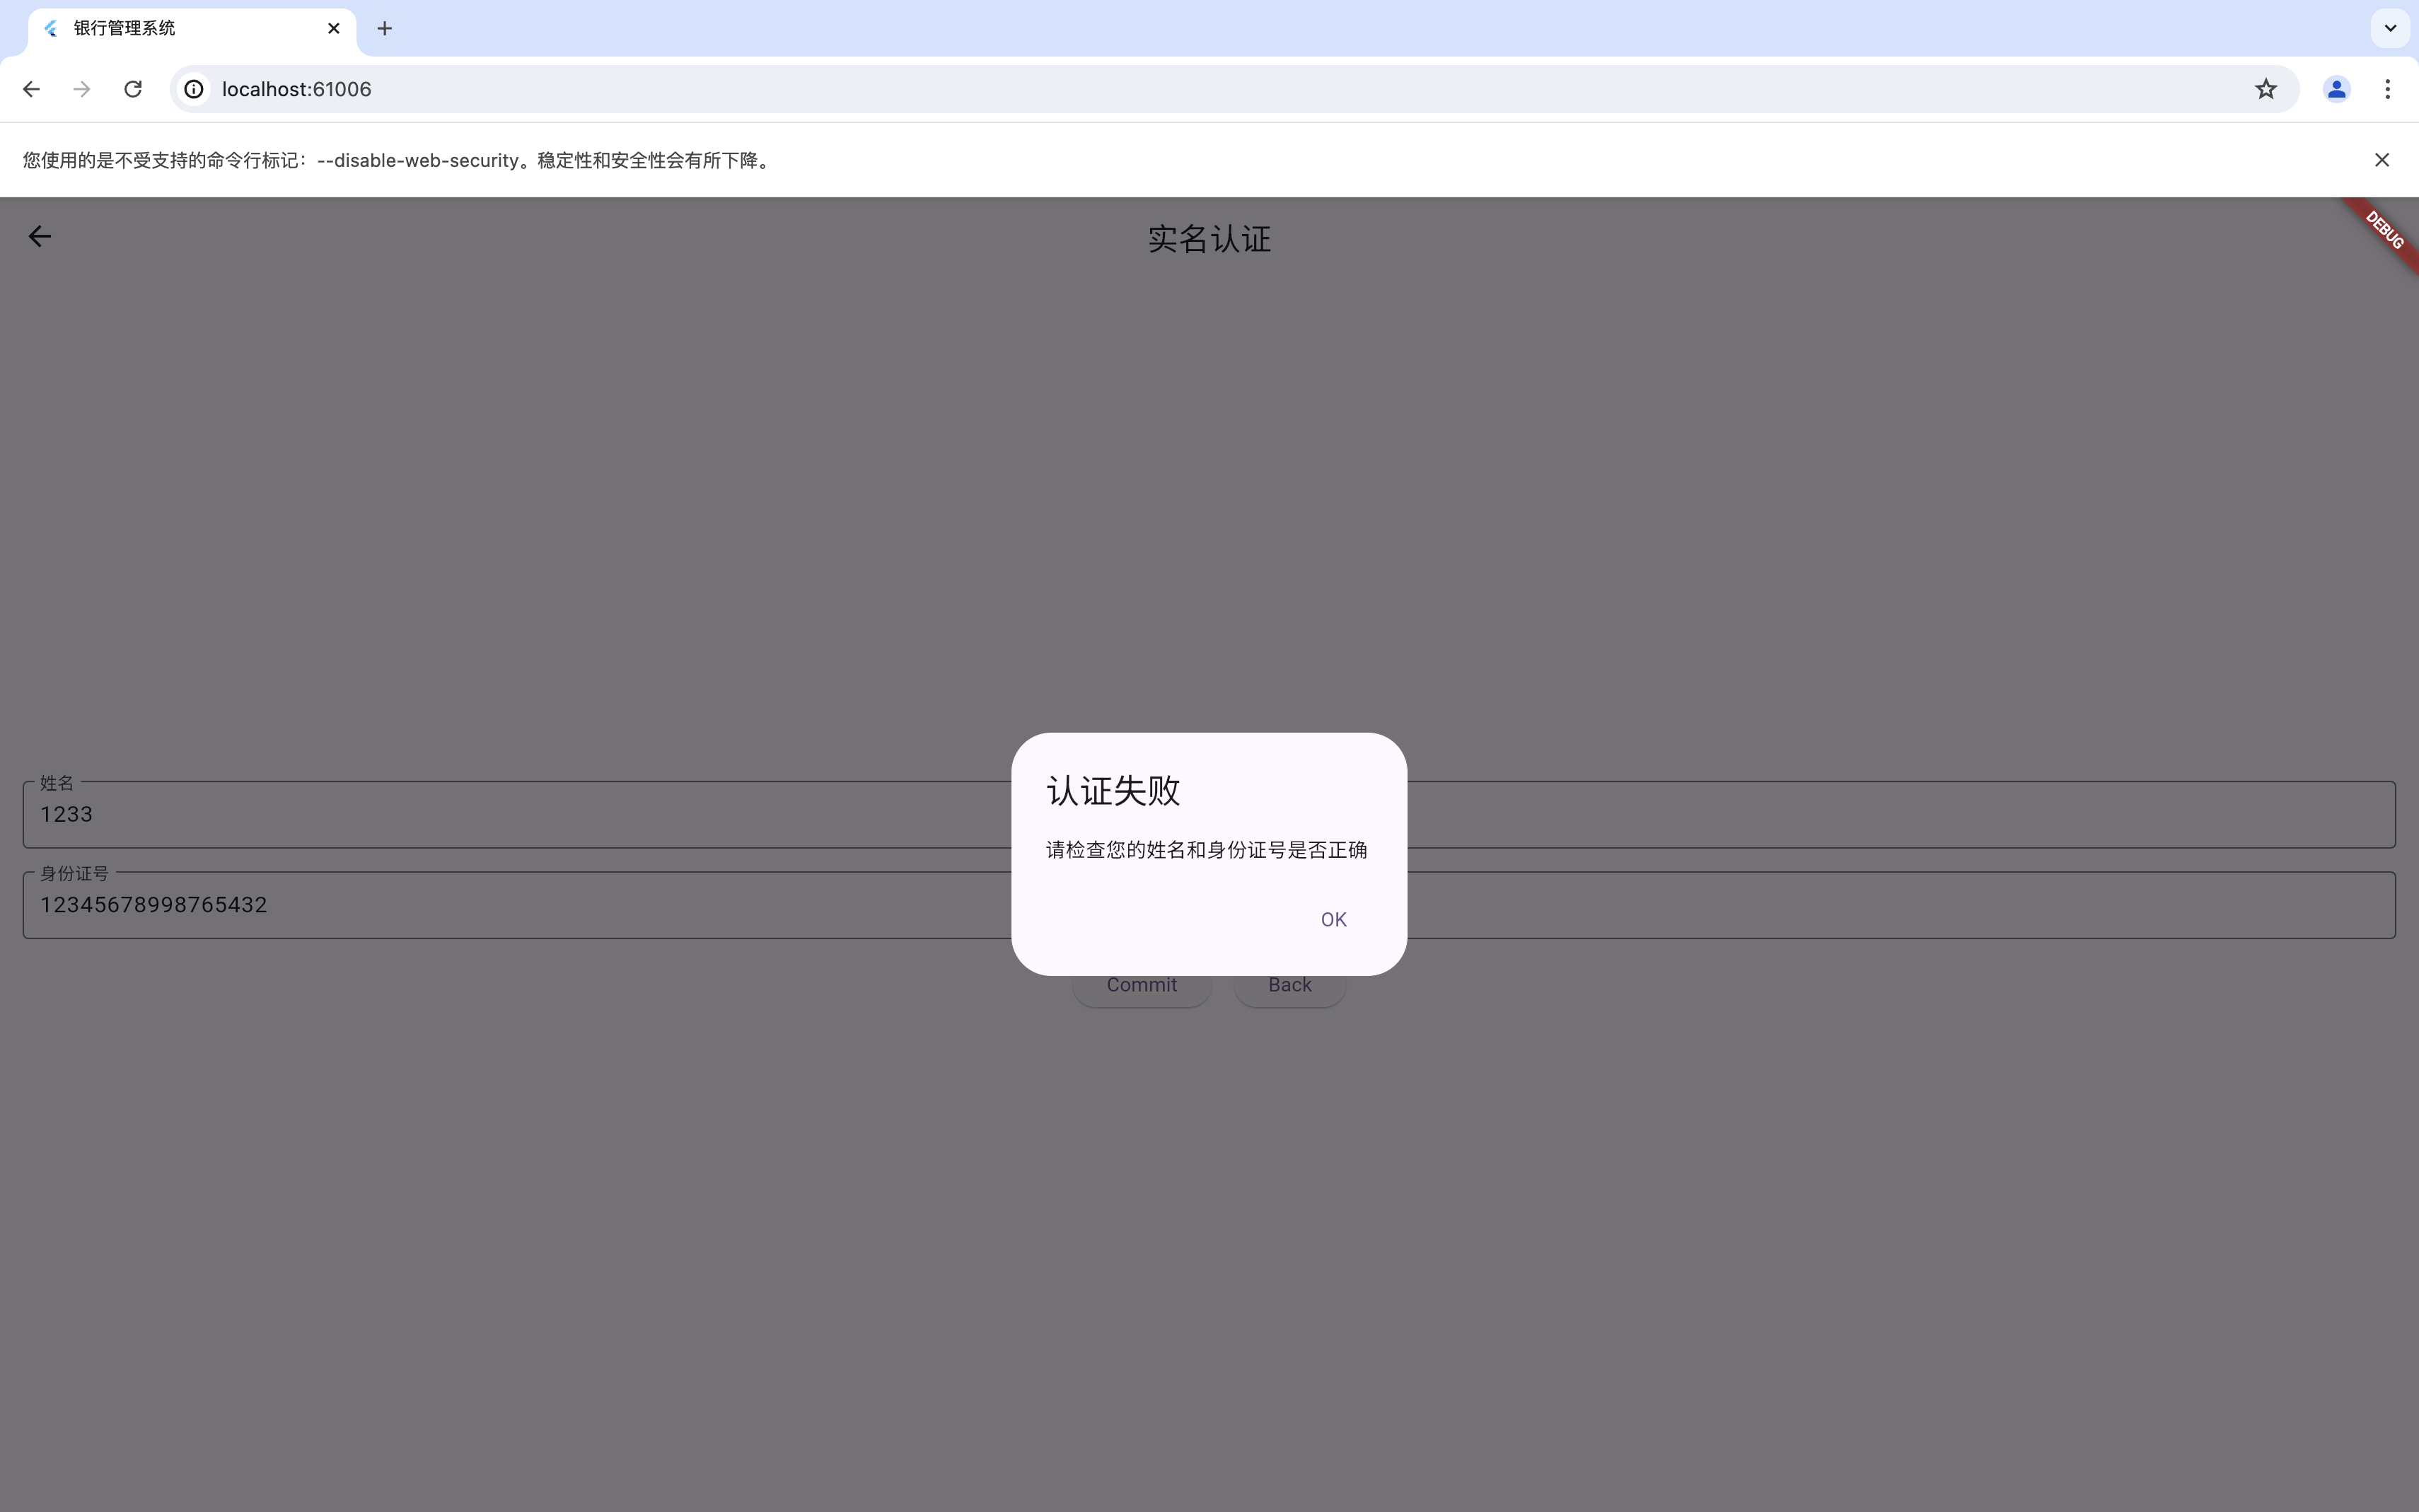 银行管理系统
localhost:61006
您使用的是不受支持的命令行标记：--disable-web-security。稳定性和安全性会有所下降。
实名认证
DEBUG
姓名
1233
身份证号
12345678998765432
认证失败
请检查您的姓名和身份证号是否正确
OK
Commit Back